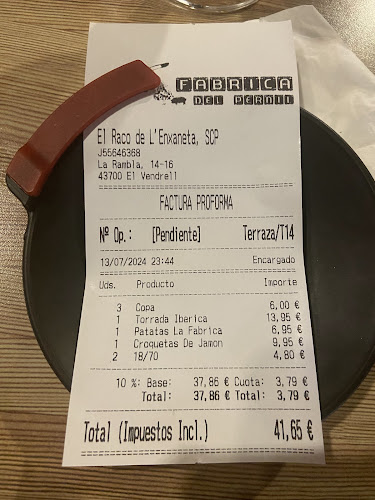 FABRICA
DEL PERNIL
El Raco de L'Enxaneta, SCP
J55646368
La Rambla, 14-16
43700 El Vendrell
FACTURA PROFORMA
Nº Op.: [Pendiente] Terraza/T14
13/07/2024 23:44 Encargado
Uds. Producto Importe
3 Copa 6,00 €
1 Torrada Iberica 13,95 €
1 Patatas La Fabrica 6,95 €
1 Croquetas De Jamon 9,95 €
2 18/70 4,80 €
10 %: Base: 37,86 € Cuota: 3,79 €
Total: 37,86 € Total: 3,79 €
Total (Impuestos Incl.) 41,65 €